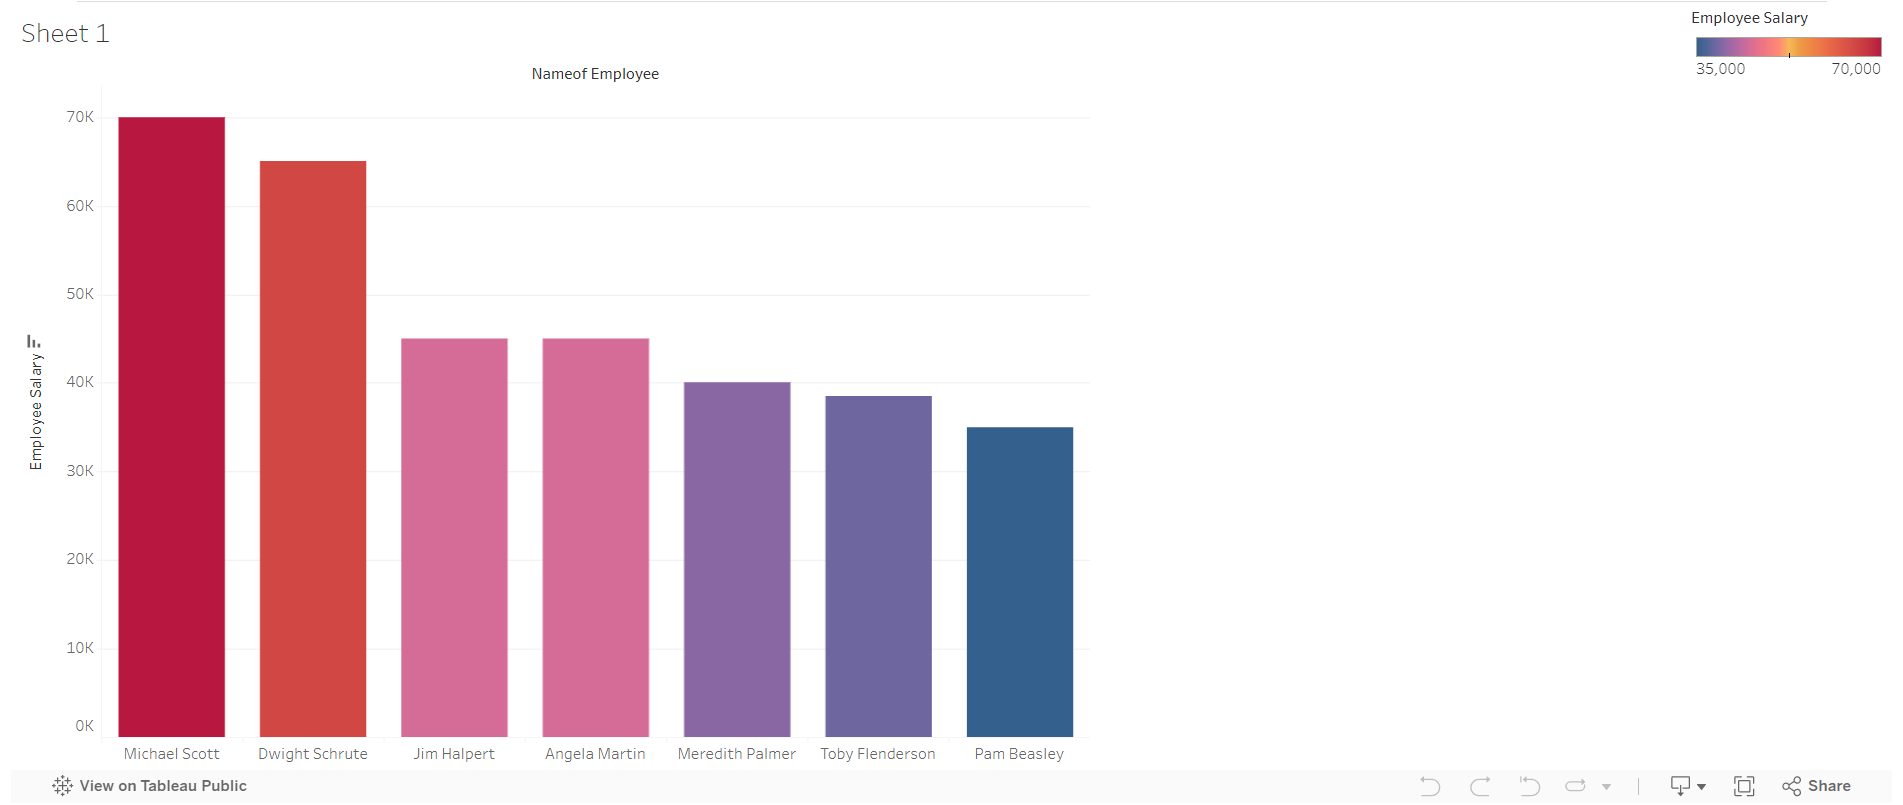 Sheet 1
Employee Salary
35,000 70,000
Nameof Employee
Employee Salary
70K
60K
50K
40K
30K
20K
10K
0K
Michael Scott Dwight Schrute Jim Halpert Angela Martin Meredith Palmer Toby Flenderson Pam Beasley
View on Tableau Public
Share